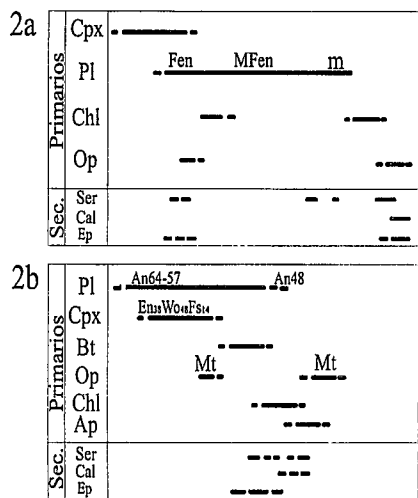 2a
Primarios
Cpx
Fen MFen m
Pl
Chl
Op
Sec.
Ser
Cal
Ep
2b
Primarios
An64-57 An48
Pl
En38Wo48Fs14
Cpx
Bt
Mt Mt
Op
Chl
Ap
Sec.
Ser
Cal
Ep